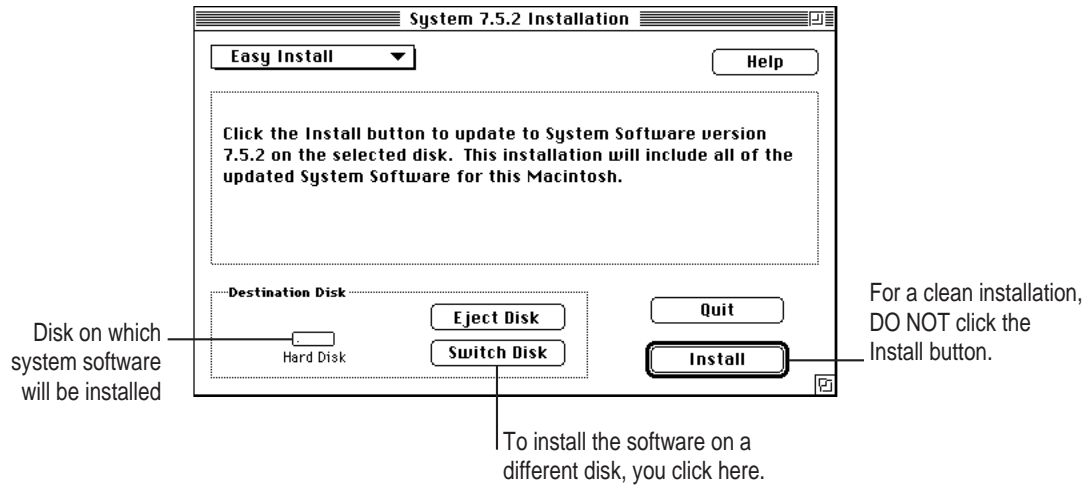 System 7.5.2 Installation
Easy Install
Help
Click the Install button to update to System Software version
7.5.2 on the selected disk. This installation will include all of the
updated System Software for this Macintosh.
Destination Disk
Hard Disk
Eject Disk
Switch Disk
Quit
Install
Disk on which
system software
will be installed
For a clean installation,
DO NOT click the
Install button.
To install the software on a
different disk, you click here.